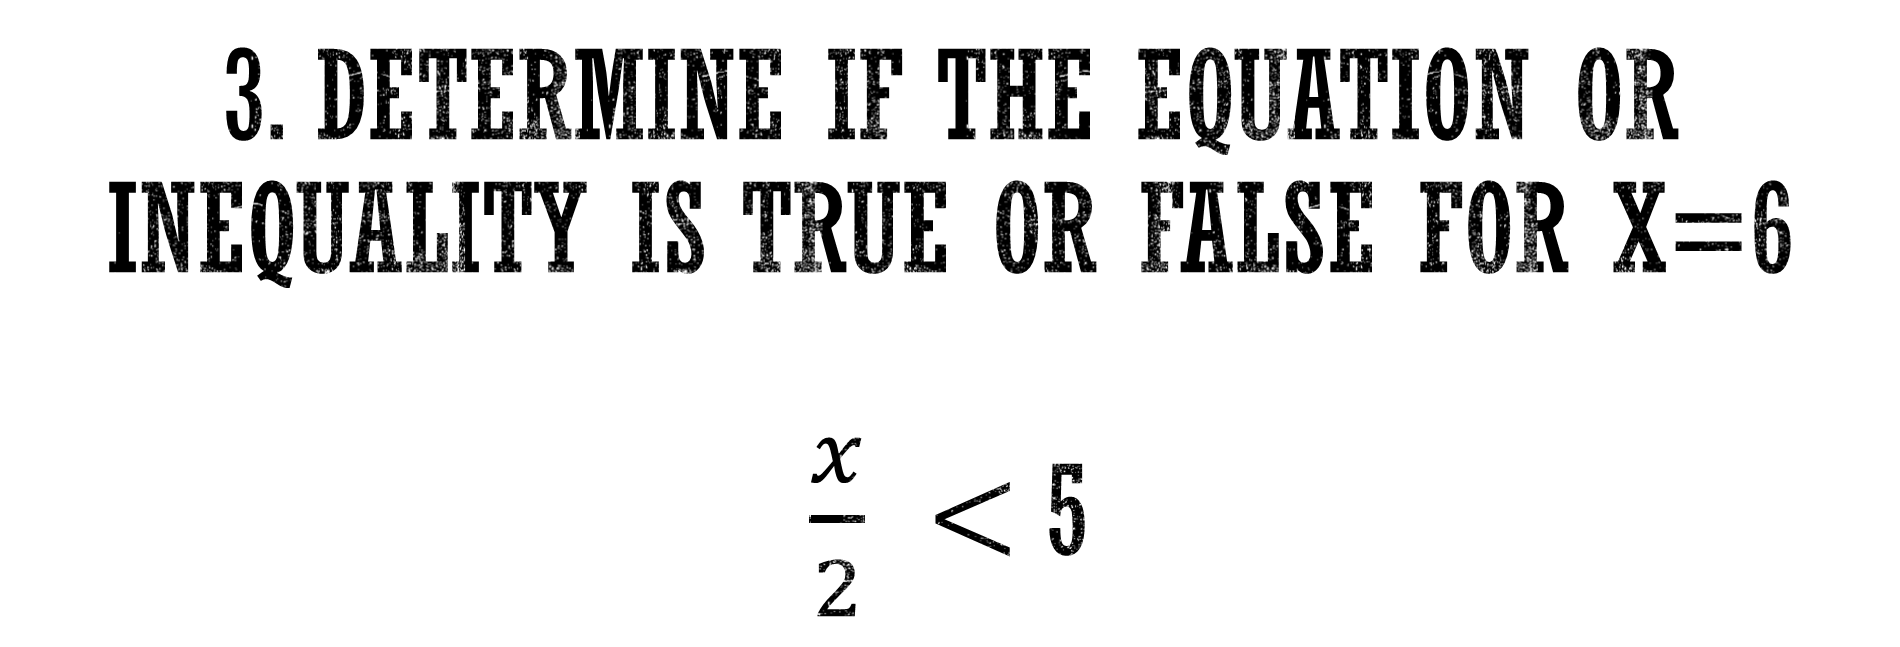 3. DETERMINE IF THE EQUATION OR
INEQUALITY IS TRUE OR FALSE FOR X=6
x
2
< 5